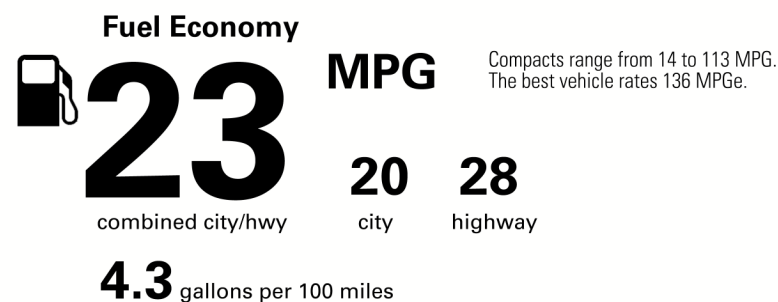 Fuel Economy
23 MPG
Compacts range from 14 to 113 MPG.
The best vehicle rates 136 MPGe.
combined city/hwy
20
city
28
highway
4.3 gallons per 100 miles